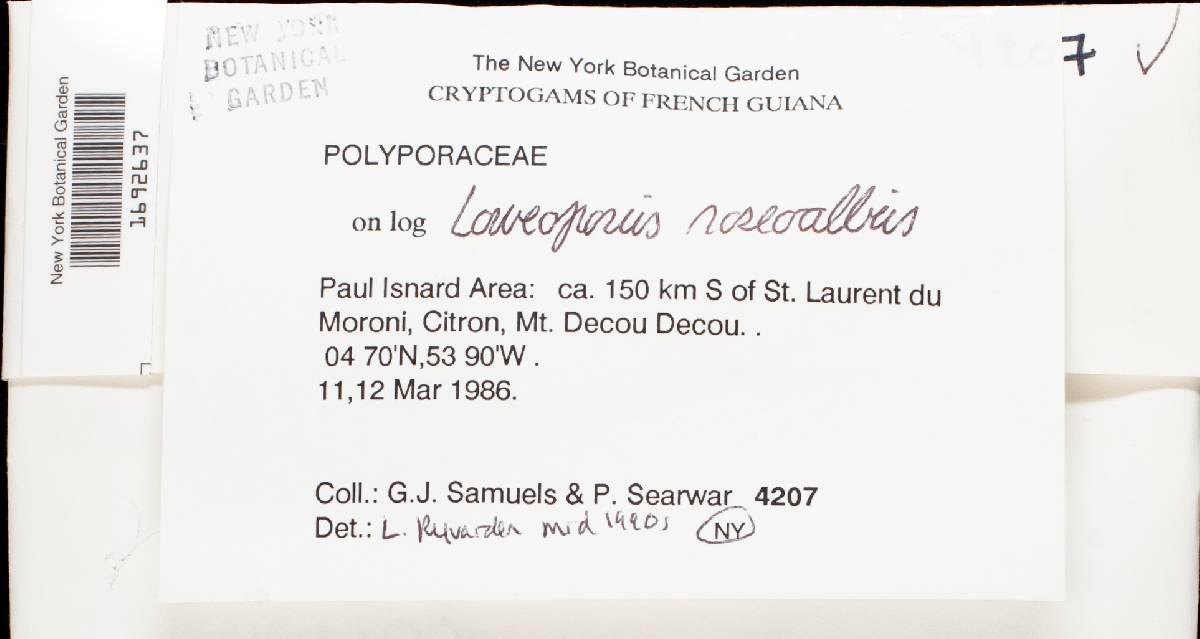 NEW YORK
BOTANICAL
GARDEN
7
The New York Botanical Garden
CRYPTOGAMS OF FRENCH GUIANA
POLYPORACEAE
on log Loweoporus roseoalbus
Paul Isnard Area: ca. 150 km S of St. Laurent du
Moroni, Citron, Mt. Decou Decou. .
04 70'N,53 90'W .
11,12 Mar 1986.
Coll.: G.J. Samuels & P. Searwar 4207
Det.: L. Ryvarden mid 1990s NY
New York Botanical Garden
1692637